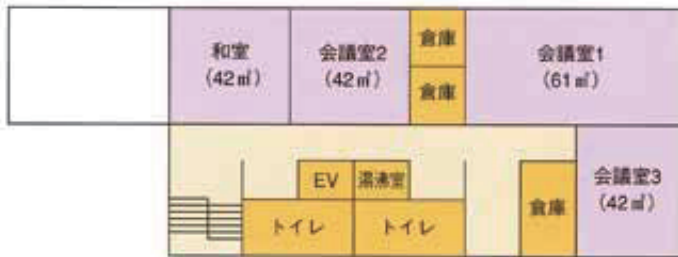 和室
(42㎡)
会議室2
(42㎡)
倉庫
倉庫
会議室1
(61㎡)
EV
湯沸室
トイレ
トイレ
倉庫
会議室3
(42㎡)